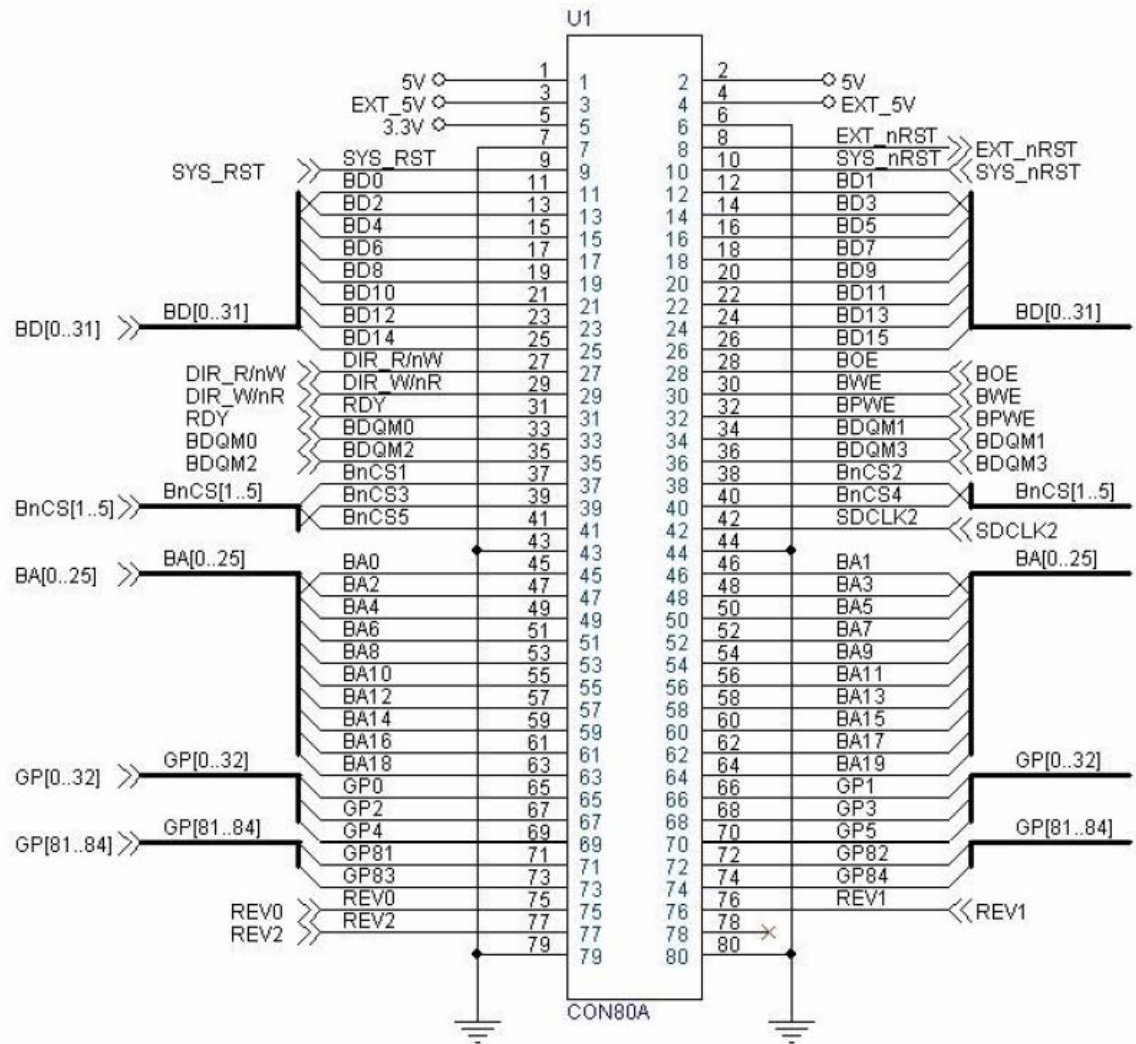 U1
5V 1 1 2 2 5V
EXT_5V 3 3 4 4 EXT_5V
3.3V 5 5 6 6
7 7 8 8 EXT_nRST EXT_nRST
SYS_RST SYS_RST 9 9 10 10 SYS_nRST SYS_nRST
BD0 11 11 12 12 BD1
BD2 13 13 14 14 BD3
BD4 15 15 16 16 BD5
BD6 17 17 18 18 BD7
BD8 19 19 20 20 BD9
BD10 21 21 22 22 BD11
BD[0..31] BD[0..31] BD12 23 23 24 24 BD13 BD[0..31]
BD14 25 25 26 26 BD15
DIR_R/nW DIR_R/nW 27 27 28 28 BOE BOE
DIR_W/nR DIR_W/nR 29 29 30 30 BWE BWE
RDY RDY 31 31 32 32 BPWE BPWE
BDQM0 BDQM0 33 33 34 34 BDQM1 BDQM1
BDQM2 BDQM2 35 35 36 36 BDQM3 BDQM3
BnCS1 37 37 38 38 BnCS2
BnCS[1..5] BnCS[1..5] BnCS3 39 39 40 40 BnCS4 BnCS[1..5]
BnCS5 41 41 42 42 SDCLK2 SDCLK2
43 43 44 44
BA[0..25] BA[0..25] BA0 45 45 46 46 BA1 BA[0..25]
BA2 47 47 48 48 BA3
BA4 49 49 50 50 BA5
BA6 51 51 52 52 BA7
BA8 53 53 54 54 BA9
BA10 55 55 56 56 BA11
BA12 57 57 58 58 BA13
BA14 59 59 60 60 BA15
BA16 61 61 62 62 BA17
BA18 63 63 64 64 BA19
GP[0..32] GP[0..32] GP0 65 65 66 66 GP1 GP[0..32]
GP2 67 67 68 68 GP3
GP4 69 69 70 70 GP5
GP[81..84] GP[81..84] GP81 71 71 72 72 GP82 GP[81..84]
GP83 73 73 74 74 GP84
REV0 REV0 75 75 76 76 REV1 REV1
REV2 REV2 77 77 78 78
79 79 80 80
CON80A